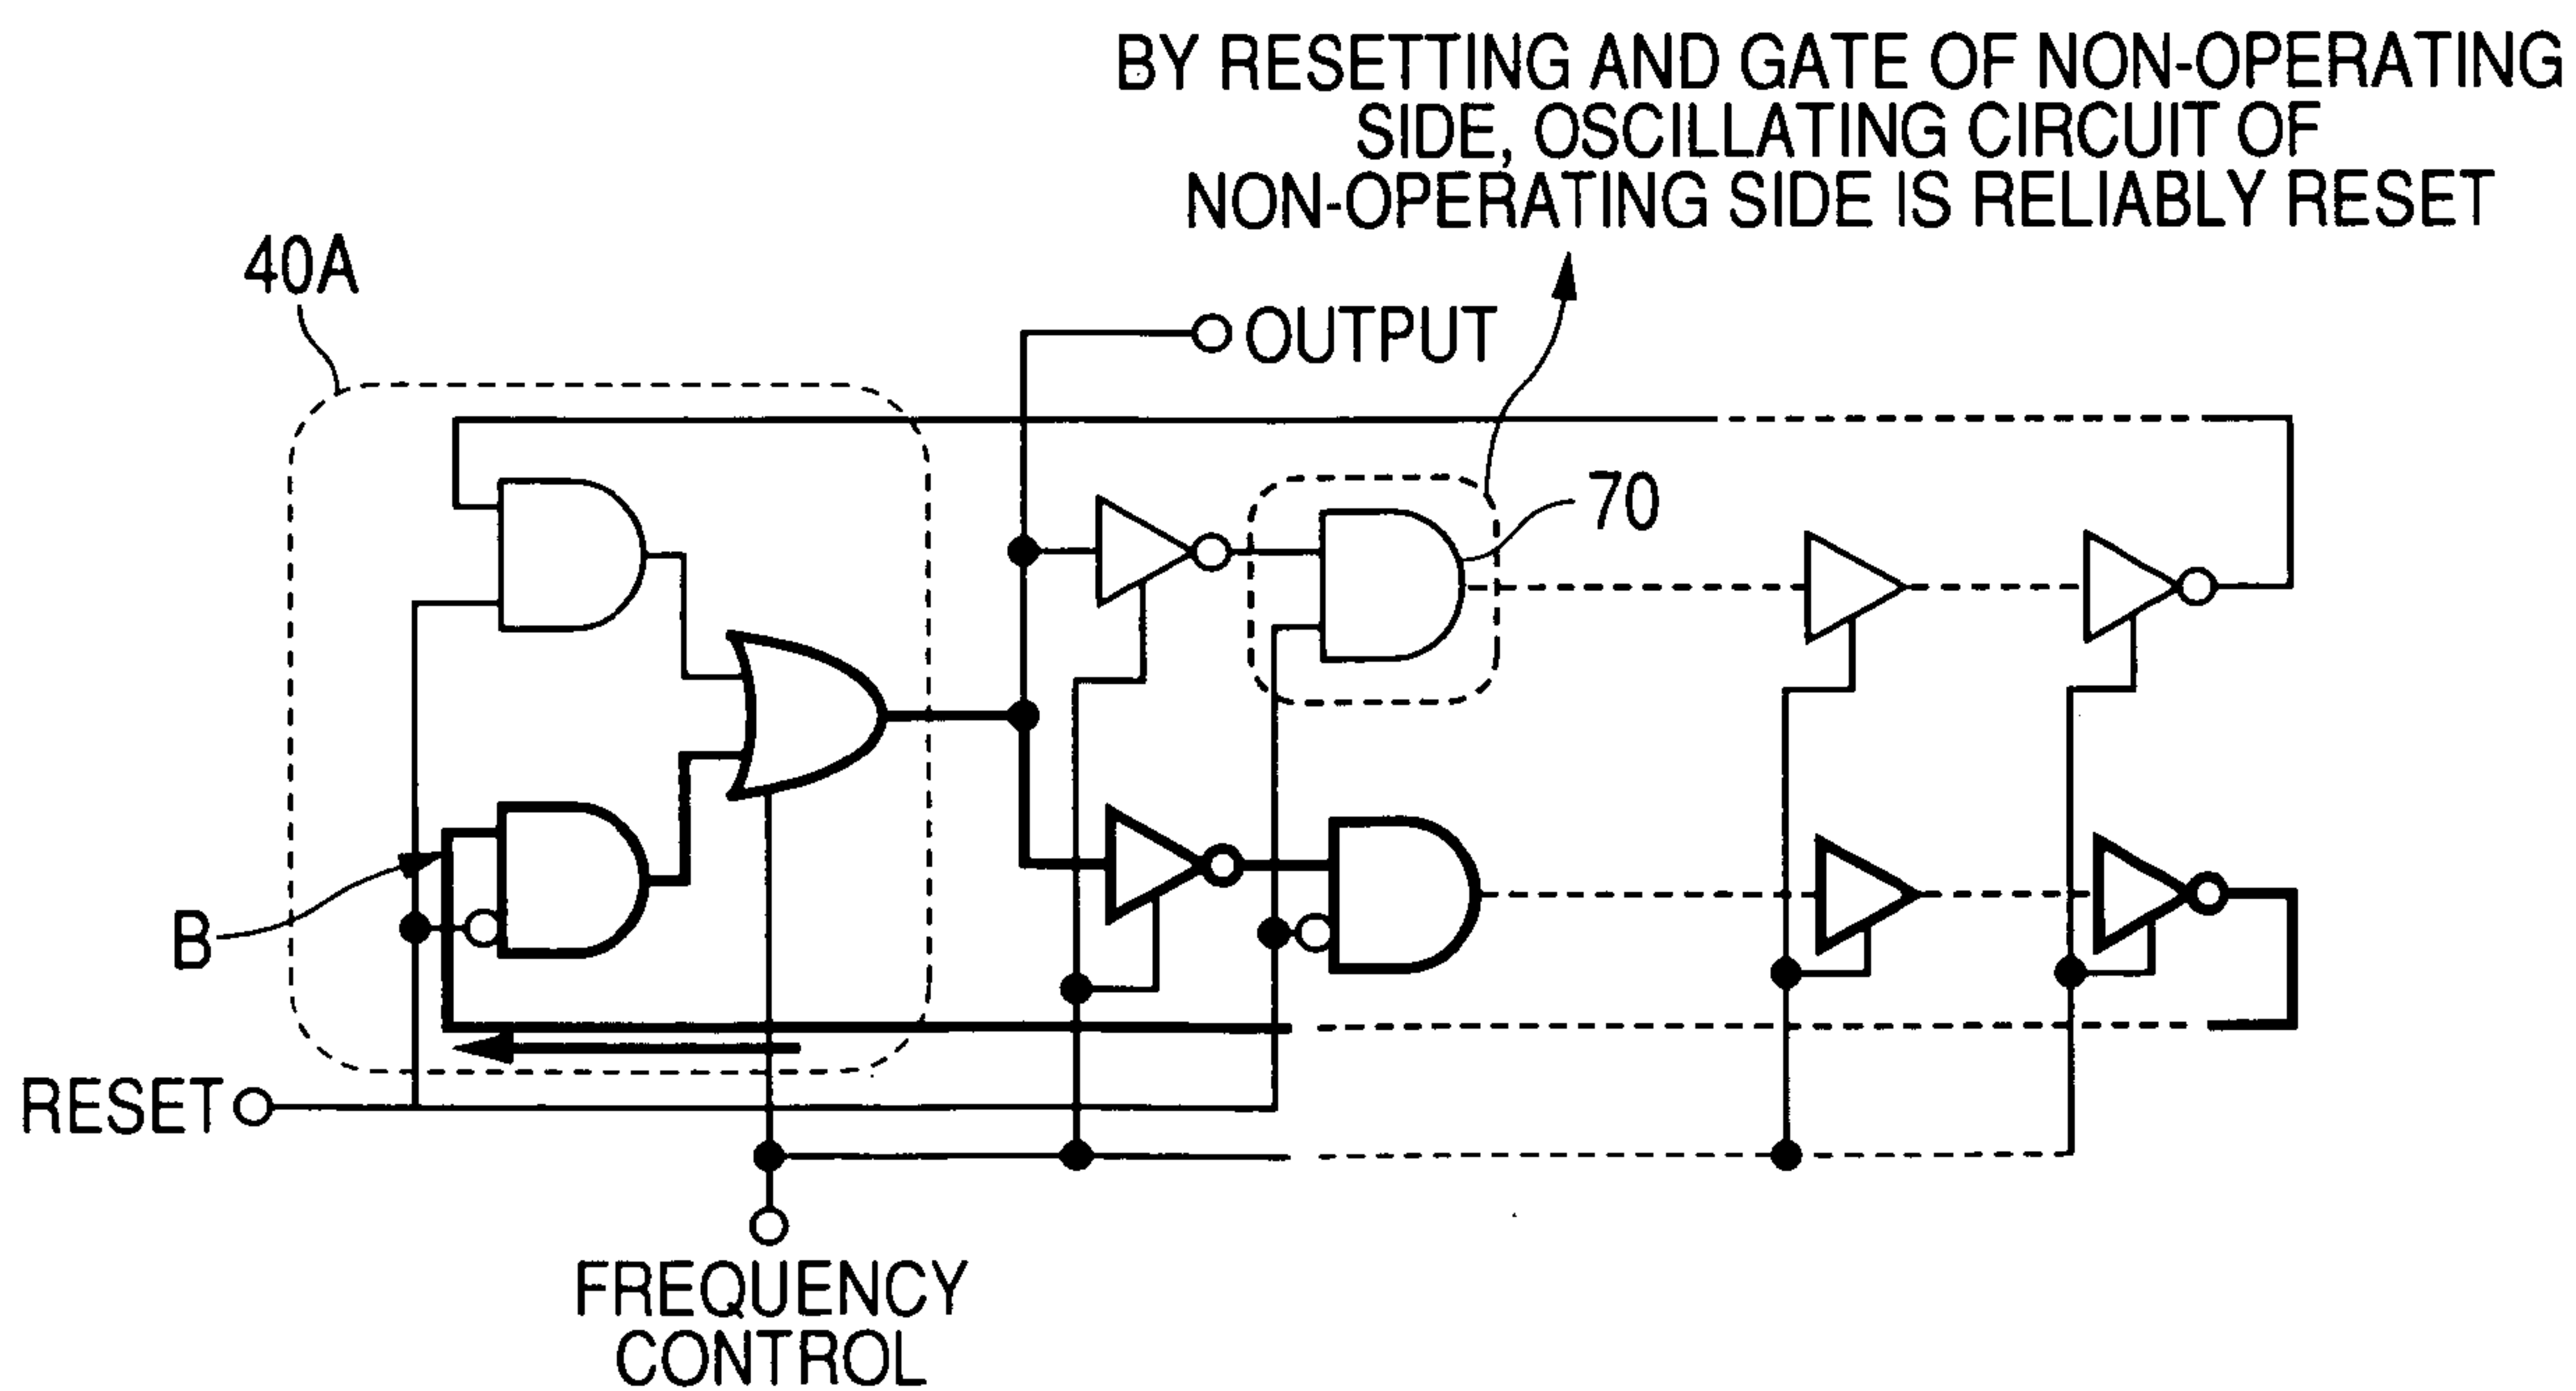 BY RESETTING AND GATE OF NON-OPERATING
SIDE, OSCILLATING CIRCUIT OF
NON-OPERATING SIDE IS RELIABLY RESET
40A
OUTPUT
70
B
RESET
FREQUENCY
CONTROL